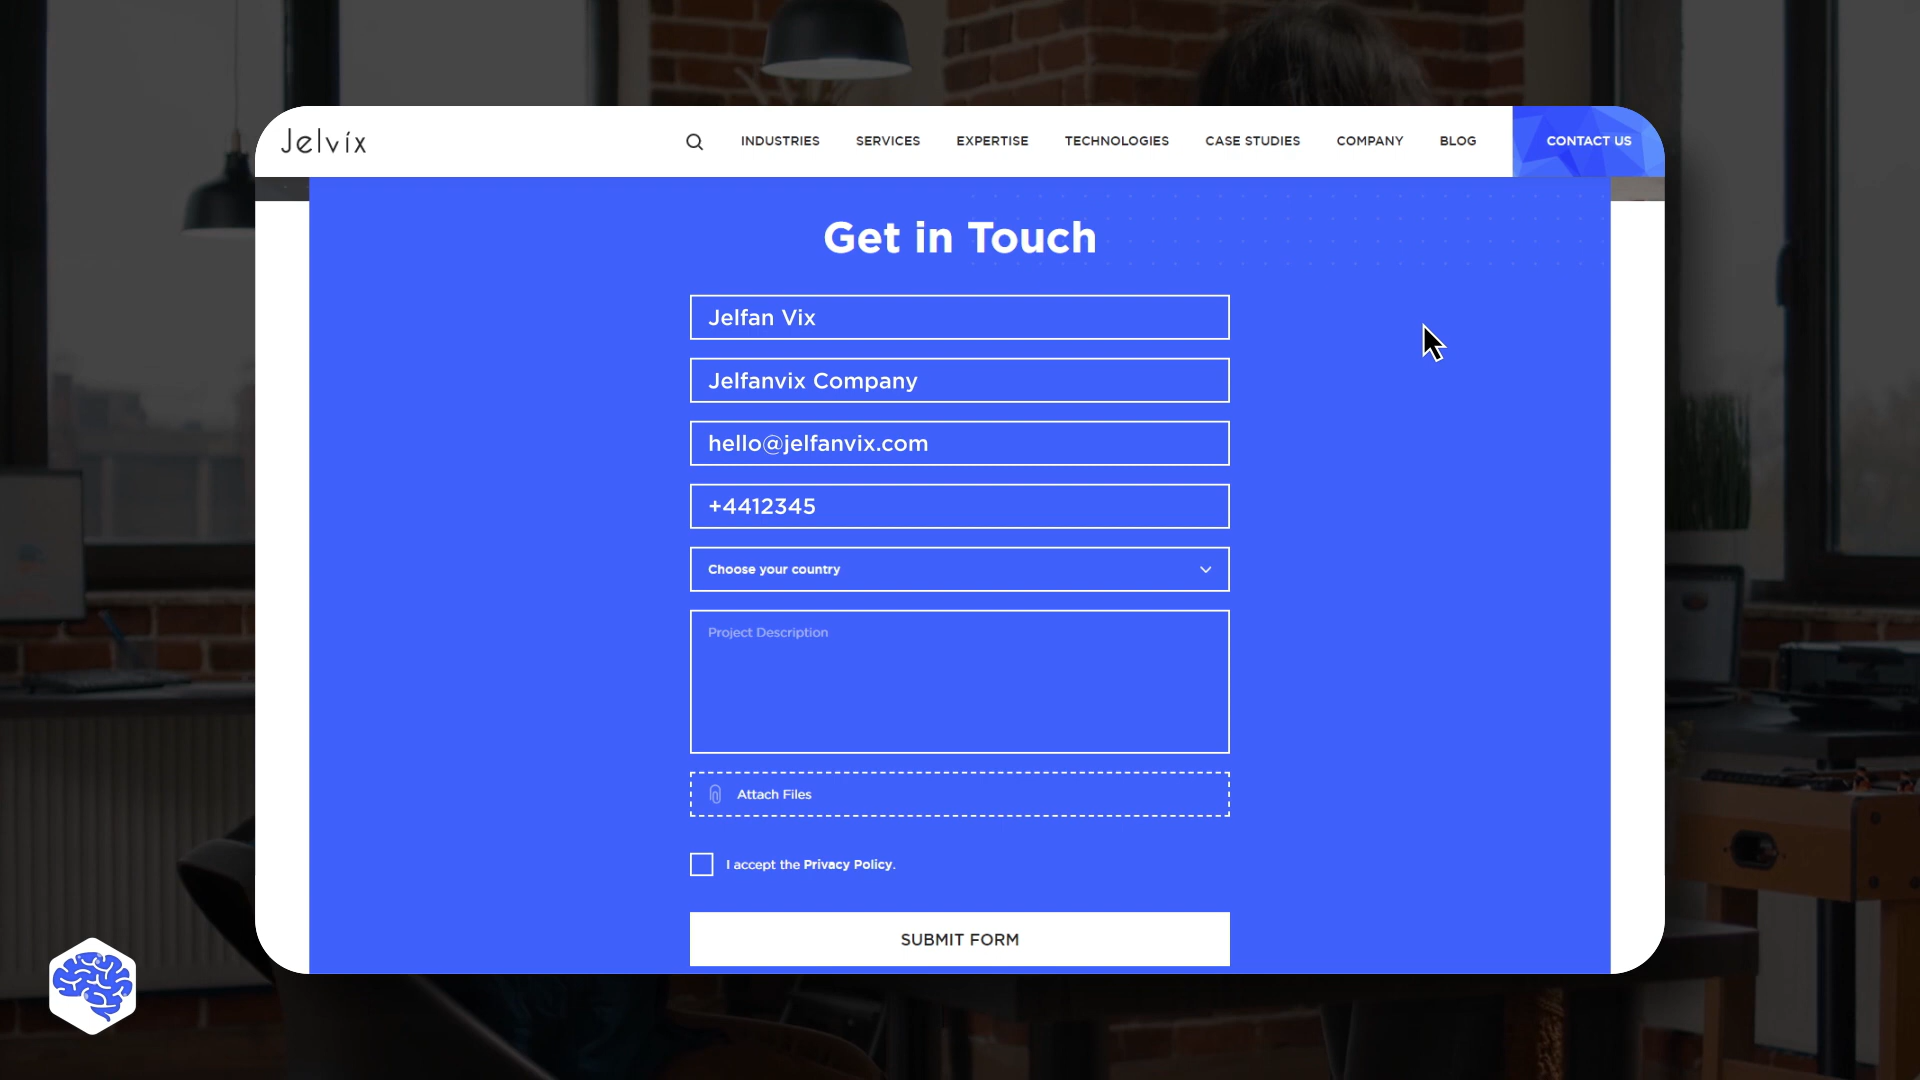 Jelvix
INDUSTRIES SERVICES EXPERTISE TECHNOLOGIES CASE STUDIES COMPANY BLOG CONTACT US
Get in Touch
Jelfan Vix
Jelfanvix Company
hello@jelfanvix.com
+4412345
Choose your country
Project Description
Attach Files
I accept the Privacy Policy.
SUBMIT FORM